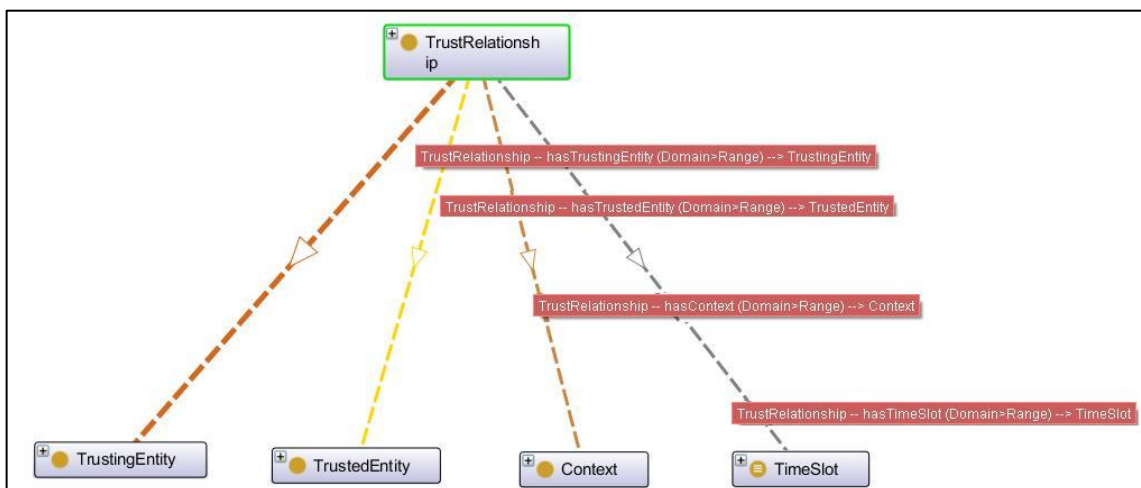 TrustRelationsh
ip
TrustRelationship -- hasTrustingEntity (Domain>Range) --> TrustingEntity
TrustRelationship -- hasTrustedEntity (Domain>Range) --> TrustedEntity
TrustRelationship -- hasContext (Domain>Range) --> Context
TrustRelationship -- hasTimeSlot (Domain>Range) --> TimeSlot
TrustingEntity
TrustedEntity
Context
TimeSlot